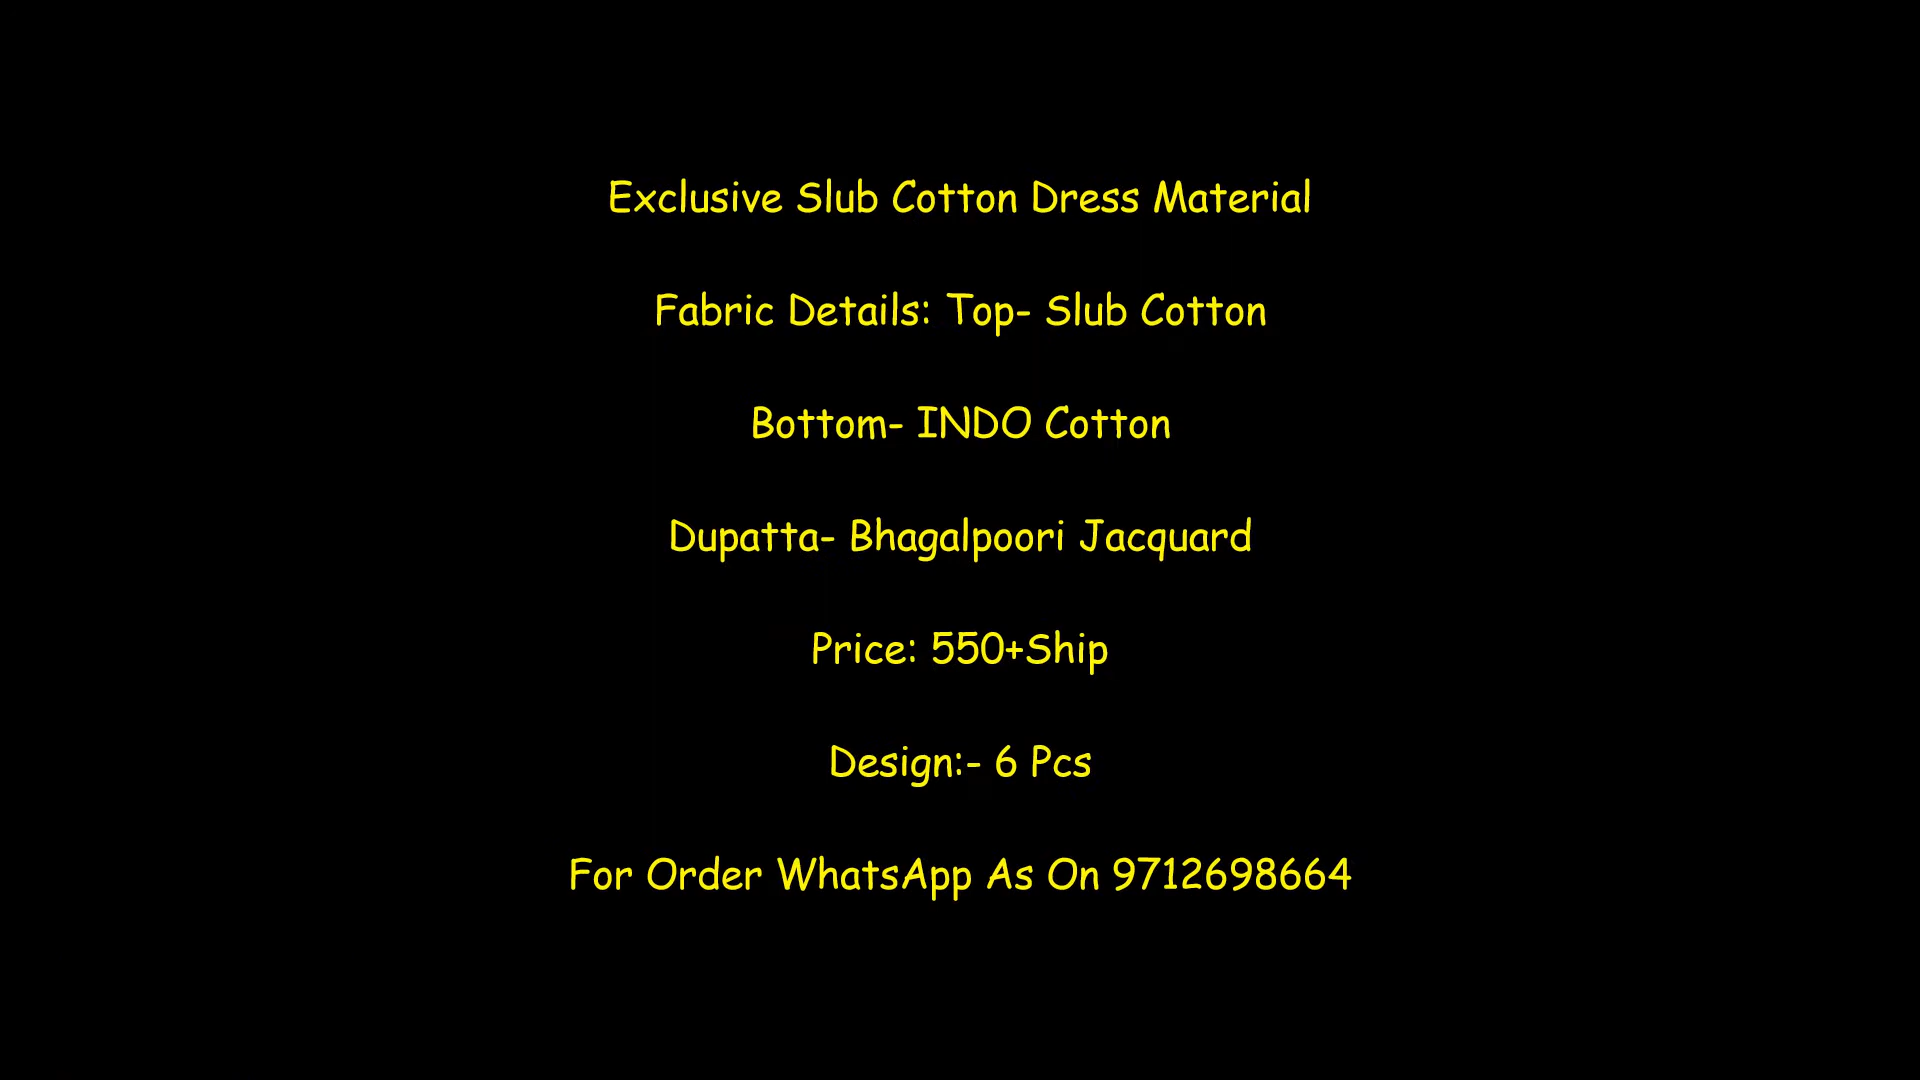 Exclusive Slub Cotton Dress Material
Fabric Details: Top- Slub Cotton
Bottom- INDO Cotton
Dupatta- Bhagalpoori Jacquard
Price: 550+Ship
Design:- 6 Pcs
For Order WhatsApp As On 9712698664